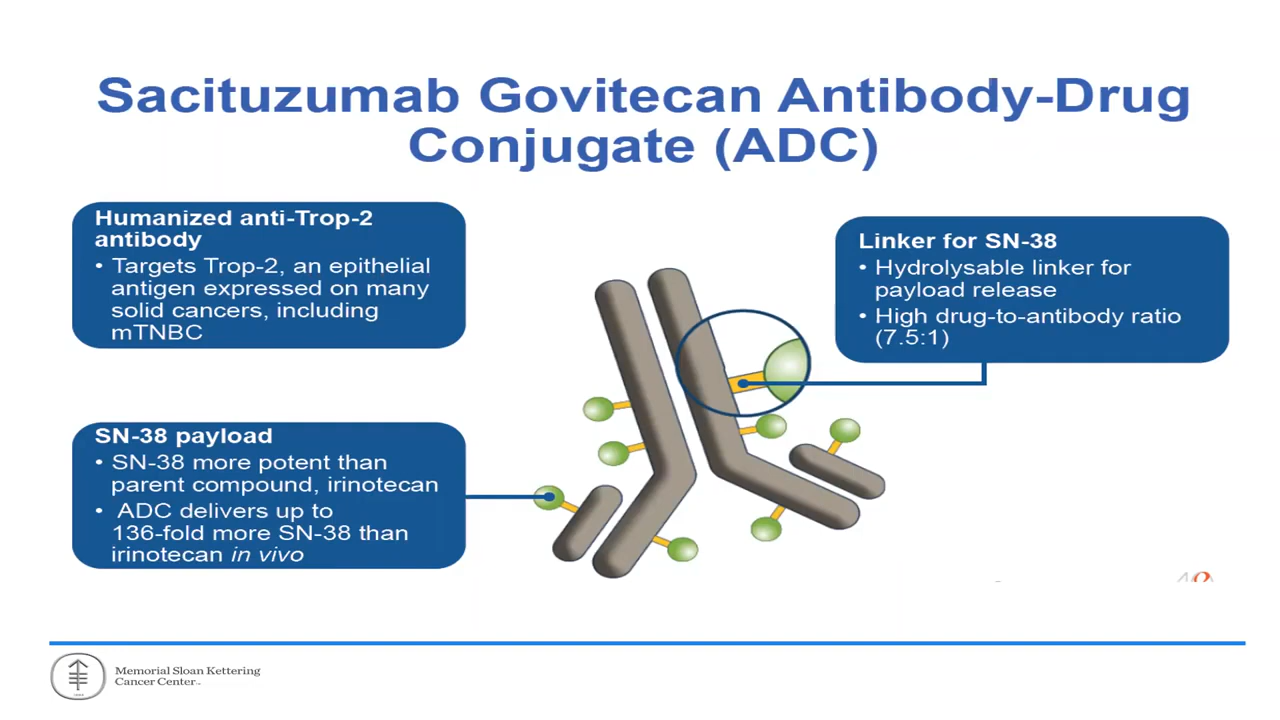 Sacituzumab Govitecan Antibody-Drug
Conjugate (ADC)
Humanized anti-Trop-2
antibody
• Targets Trop-2, an epithelial
antigen expressed on many
solid cancers, including
mTNBC
SN-38 payload
• SN-38 more potent than
parent compound, irinotecan
• ADC delivers up to
136-fold more SN-38 than
irinotecan in vivo
Linker for SN-38
• Hydrolysable linker for
payload release
• High drug-to-antibody ratio
(7.5:1)
Memorial Sloan Kettering
Cancer Center